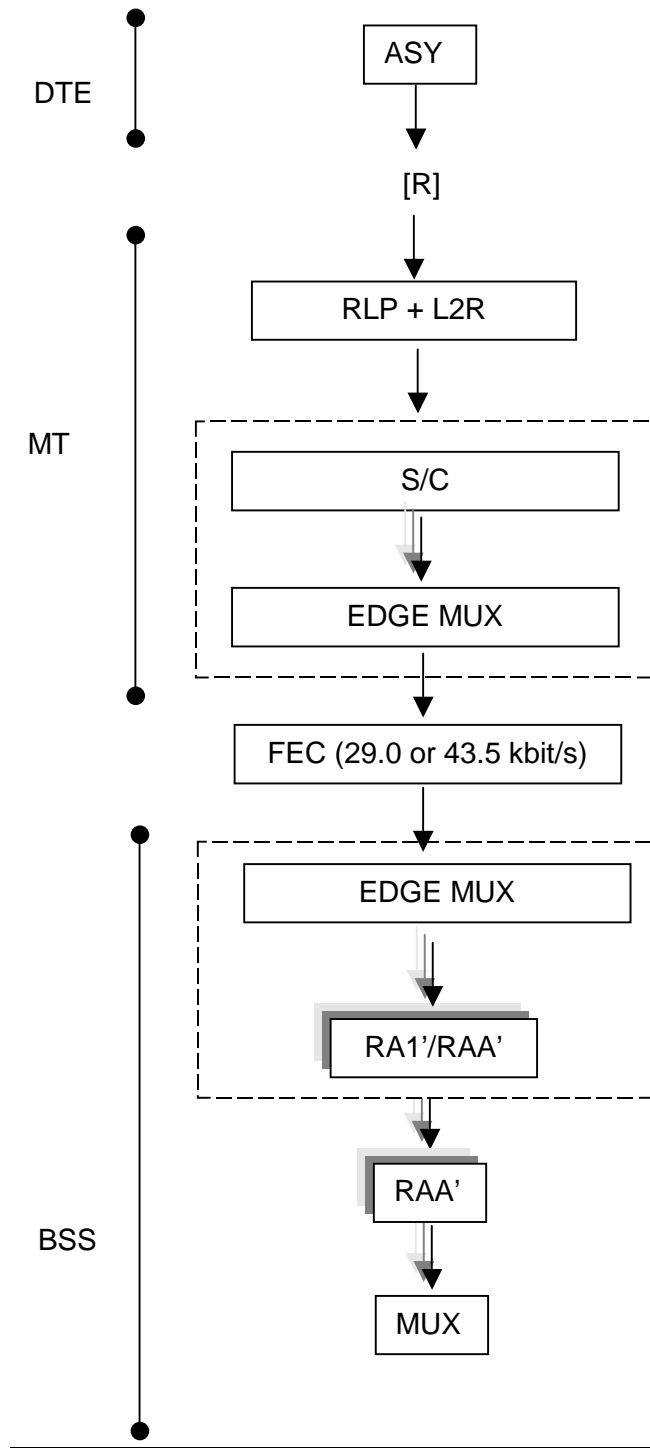 ASY
DTE
[R]
RLP + L2R
MT
S/C
EDGE MUX
FEC (29.0 or 43.5 kbit/s)
EDGE MUX
RA1'/RAA'
RAA'
BSS
MUX